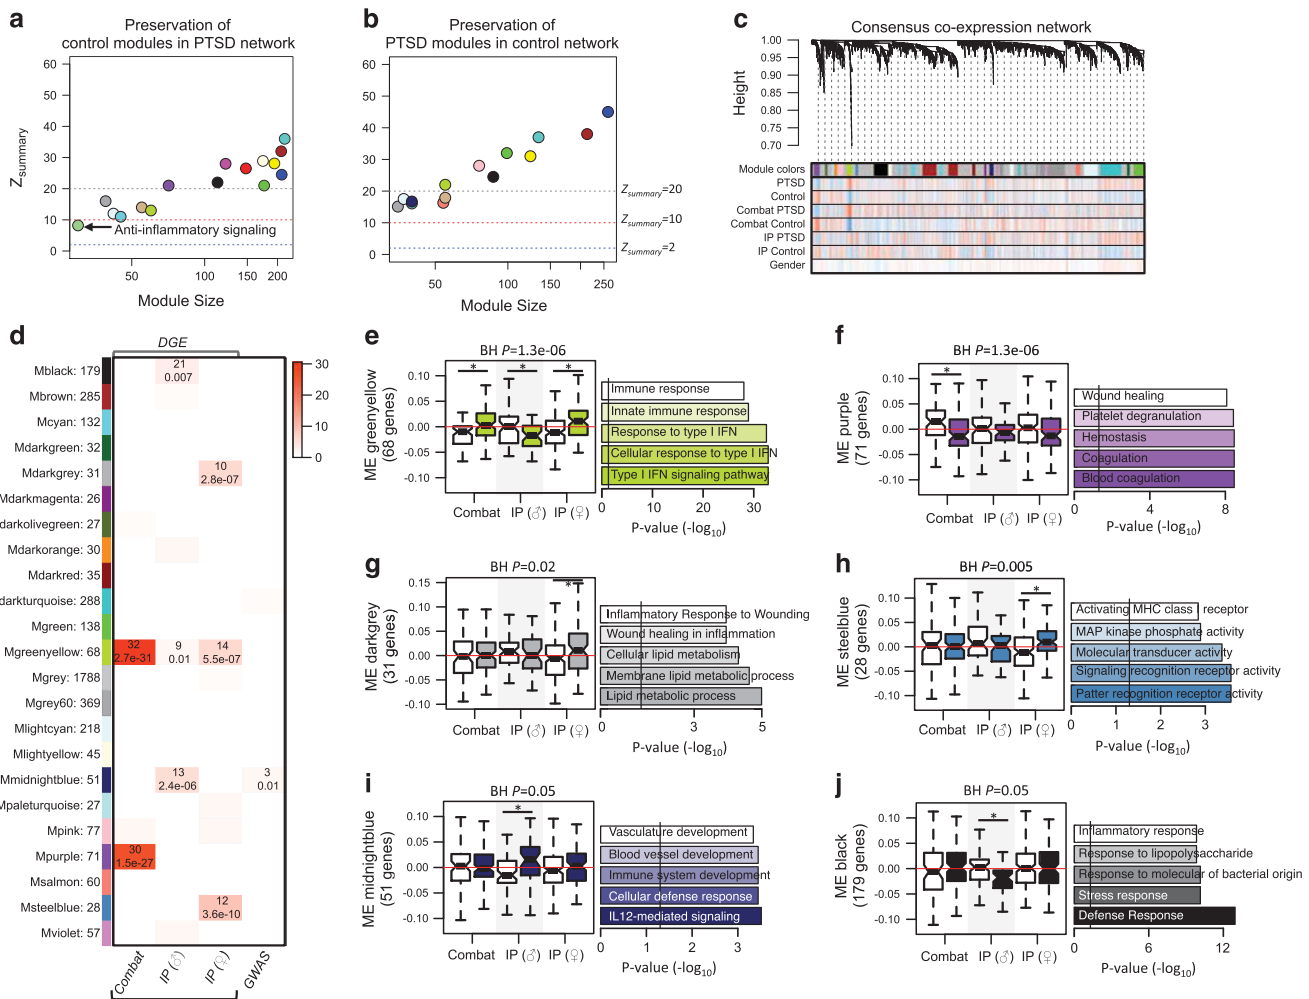 a
Preservation of
control modules in PTSD network
60
50
40
30
20
10
0
Zsummary
Anti-inflammatory signaling
50
100
150
200
Module Size
b
Preservation of
PTSD modules in control network
60
50
40
30
20
10
0
Zsummary=20
Zsummary=10
Zsummary=2
50
100
150
250
Module Size
c
Consensus co-expression network
1.00
0.95
0.90
0.85
0.80
0.75
0.70
Height
Module colors
PTSD
Control
Combat PTSD
Combat Control
IP PTSD
IP Control
Gender
d
DGE
Mblack: 179
21
0.007
Mbrown: 285
Mcyan: 132
Mdarkgreen: 32
Mdarkgrey: 31
10
2.8e-07
Mdarkmagenta: 26
darkolivegreen: 27
Mdarkorange: 30
Mdarkred: 35
darkturquoise: 288
Mgreen: 138
Mgreenyellow: 68
32
2.7e-31
9
0.01
14
5.5e-07
Mgrey: 1788
Mgrey60: 369
Mlightcyan: 218
Mlightyellow: 45
Mmidnightblue: 51
13
2.4e-06
3
0.01
Mpaleturquoise: 27
Mpink: 77
Mpurple: 71
30
1.5e-27
Msalmon: 60
Msteelblue: 28
12
3.6e-10
Mviolet: 57
Combat
IP (♂)
IP (♀)
GWAS
30
20
10
0
e
BH P=1.3e-06
ME greenyellow
(68 genes)
0.10
0.05
0.00
-0.05
-0.10
* * *
Combat IP (♂) IP (♀)
Immune response
Innate immune response
Response to type I IFN
Cellular response to type I IFN
Type I IFN signaling pathway
0 10 20 30
P-value (-log10)
f
BH P=1.3e-06
ME purple
(71 genes)
0.10
0.05
0.00
-0.05
-0.10
*
Combat IP (♂) IP (♀)
Wound healing
Platelet degranulation
Hemostasis
Coagulation
Blood coagulation
0 4 8
P-value (-log10)
g
BH P=0.02
ME darkgrey
(31 genes)
0.15
0.10
0.05
0.00
-0.05
-0.10
*
Combat IP (♂) IP (♀)
Inflammatory Response to Wounding
Wound healing in inflammation
Cellular lipid metabolism
Membrane lipid metabolic process
Lipid metabolic process
0 3 5
P-value (-log10)
h
BH P=0.005
ME steelblue
(28 genes)
0.10
0.05
0.00
-0.05
-0.10
*
Combat IP (♂) IP (♀)
Activating MHC class I receptor
MAP kinase phosphate activity
Molecular transducer activity
Signaling recognition receptor activity
Patter recognition receptor activity
0 1 2 3
P-value (-log10)
i
BH P=0.05
ME midnightblue
(51 genes)
0.10
0.05
0.00
-0.05
-0.10
*
Combat IP (♂) IP (♀)
Vasculature development
Blood vessel development
Immune system development
Cellular defense response
IL12-mediated signaling
0 1 2 3
P-value (-log10)
j
BH P=0.05
ME black
(179 genes)
0.10
0.05
0.00
-0.05
-0.10
*
Combat IP (♂) IP (♀)
Inflammatory response
Response to lipolysaccharide
Response to molecular of bacterial origin
Stress response
Defense Response
0 6 12
P-value (-log10)